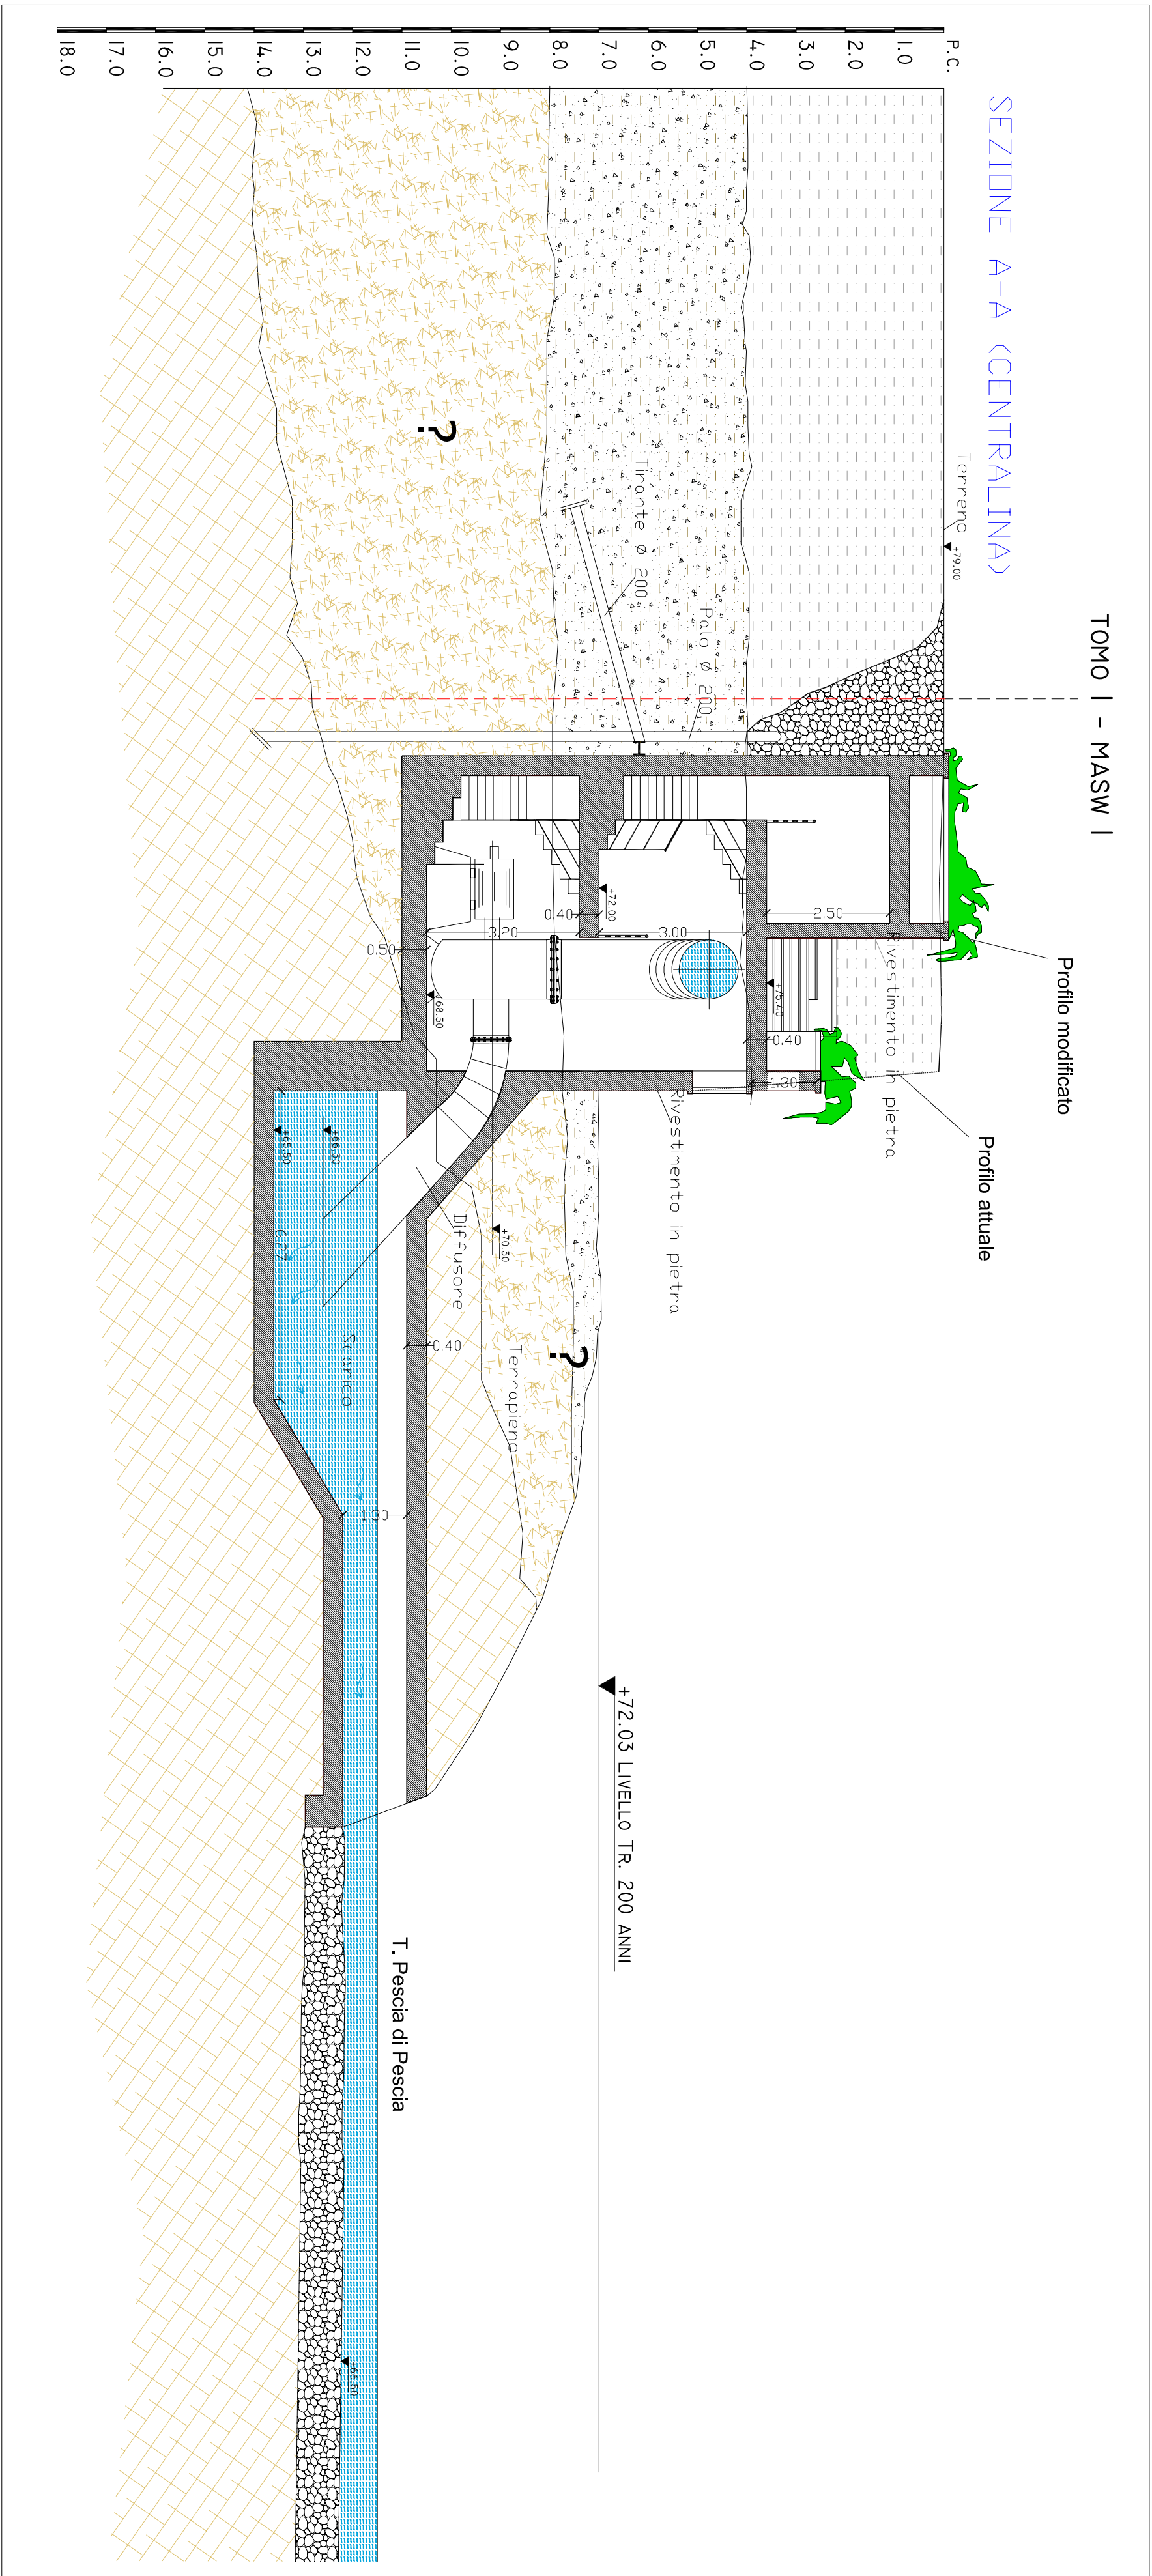 TOMO I - MASW I
SEZIONE A-A (CENTRALINA)
P.C.
1.0
2.0
3.0
4.0
5.0
6.0
7.0
8.0
9.0
10.0
11.0
12.0
13.0
14.0
15.0
16.0
17.0
18.0
Terreno
+79.00
Profilo modificato
Profilo attuale
Rivestimento in pietra
Rivestimento in pietra
2.50
+75.40
0.40
1.30
Tirante Ø 200
Palo Ø 200
+72.00
0.40
3.00
3.20
0.50
+68.50
?
?
+72.03 LIVELLO TR. 200 ANNI
+70.30
Diffusore
Terrapieno
0.40
+66.30
+65.50
6.27
Scarico
1.30
T. Pescia di Pescia
+66.50